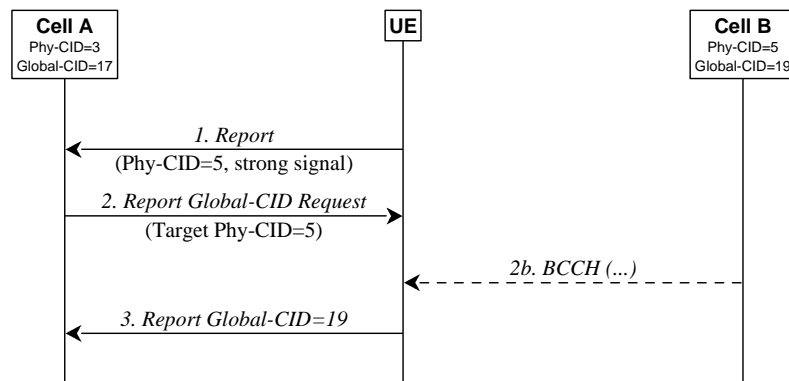 Cell A
Phy-CID=3
Global-CID=17
UE
Cell B
Phy-CID=5
Global-CID=19
1. Report
(Phy-CID=5, strong signal)
2. Report Global-CID Request
(Target Phy-CID=5)
2b. BCCH (...)
3. Report Global-CID=19